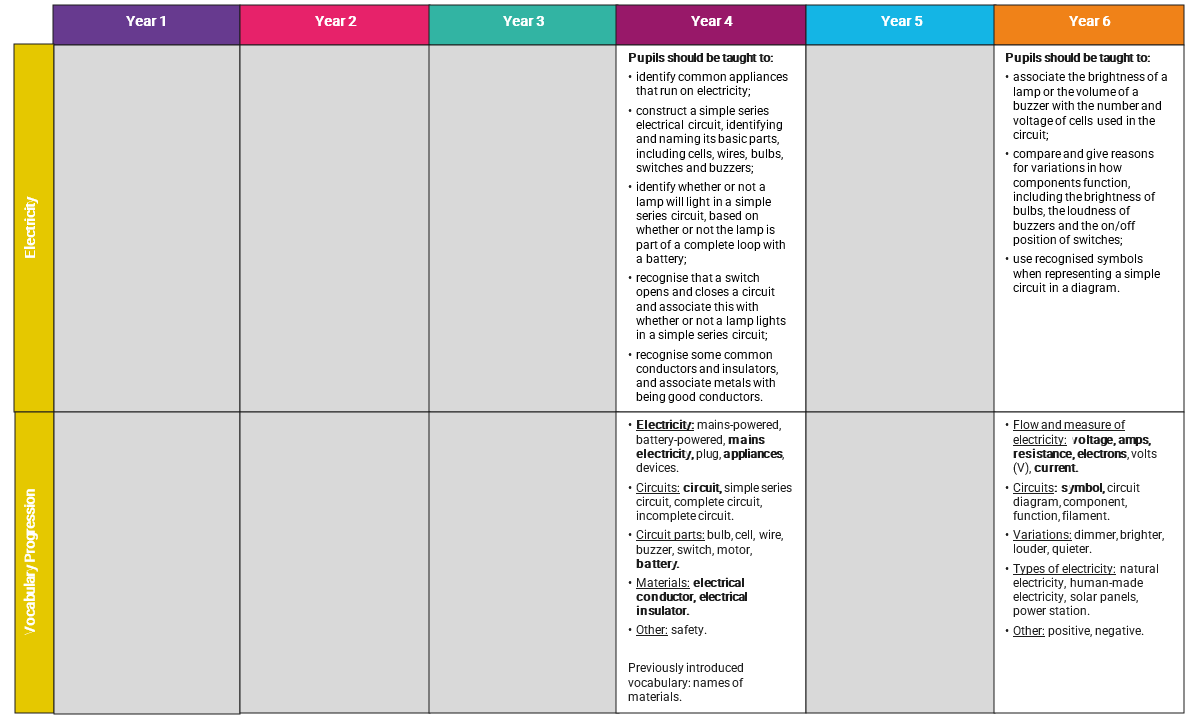 Year 1
Year 2
Year 3
Year 4
Year 5
Year 6
Electricity
Pupils should be taught to:
• identify common appliances
that run on electricity;
• construct a simple series
electrical circuit, identifying
and naming its basic parts,
including cells, wires, bulbs,
switches and buzzers;
• identify whether or not a
lamp will light in a simple
series circuit, based on
whether or not the lamp is
part of a complete loop with
a battery;
• recognise that a switch
opens and closes a circuit
and associate this with
whether or not a lamp lights
in a simple series circuit;
• recognise some common
conductors and insulators,
and associate metals with
being good conductors.
Pupils should be taught to:
• associate the brightness of a
lamp or the volume of a
buzzer with the number and
voltage of cells used in the
circuit;
• compare and give reasons
for variations in how
components function,
including the brightness of
bulbs, the loudness of
buzzers and the on/off
position of switches;
• use recognised symbols
when representing a simple
circuit in a diagram.
Vocabulary Progression
• Electricity: mains-powered,
battery-powered, mains
electricity, plug, appliances,
devices.
• Circuits: circuit, simple series
circuit, complete circuit,
incomplete circuit.
• Circuit parts: bulb, cell, wire,
buzzer, switch, motor,
battery.
• Materials: electrical
conductor, electrical
insulator.
• Other: safety.
Previously introduced
vocabulary: names of
materials.
• Flow and measure of
electricity: voltage, amps,
resistance, electrons, volts
(V), current.
• Circuits: symbol, circuit
diagram, component,
function, filament.
• Variations: dimmer, brighter,
louder, quieter.
• Types of electricity: natural
electricity, human-made
electricity, solar panels,
power station.
• Other: positive, negative.